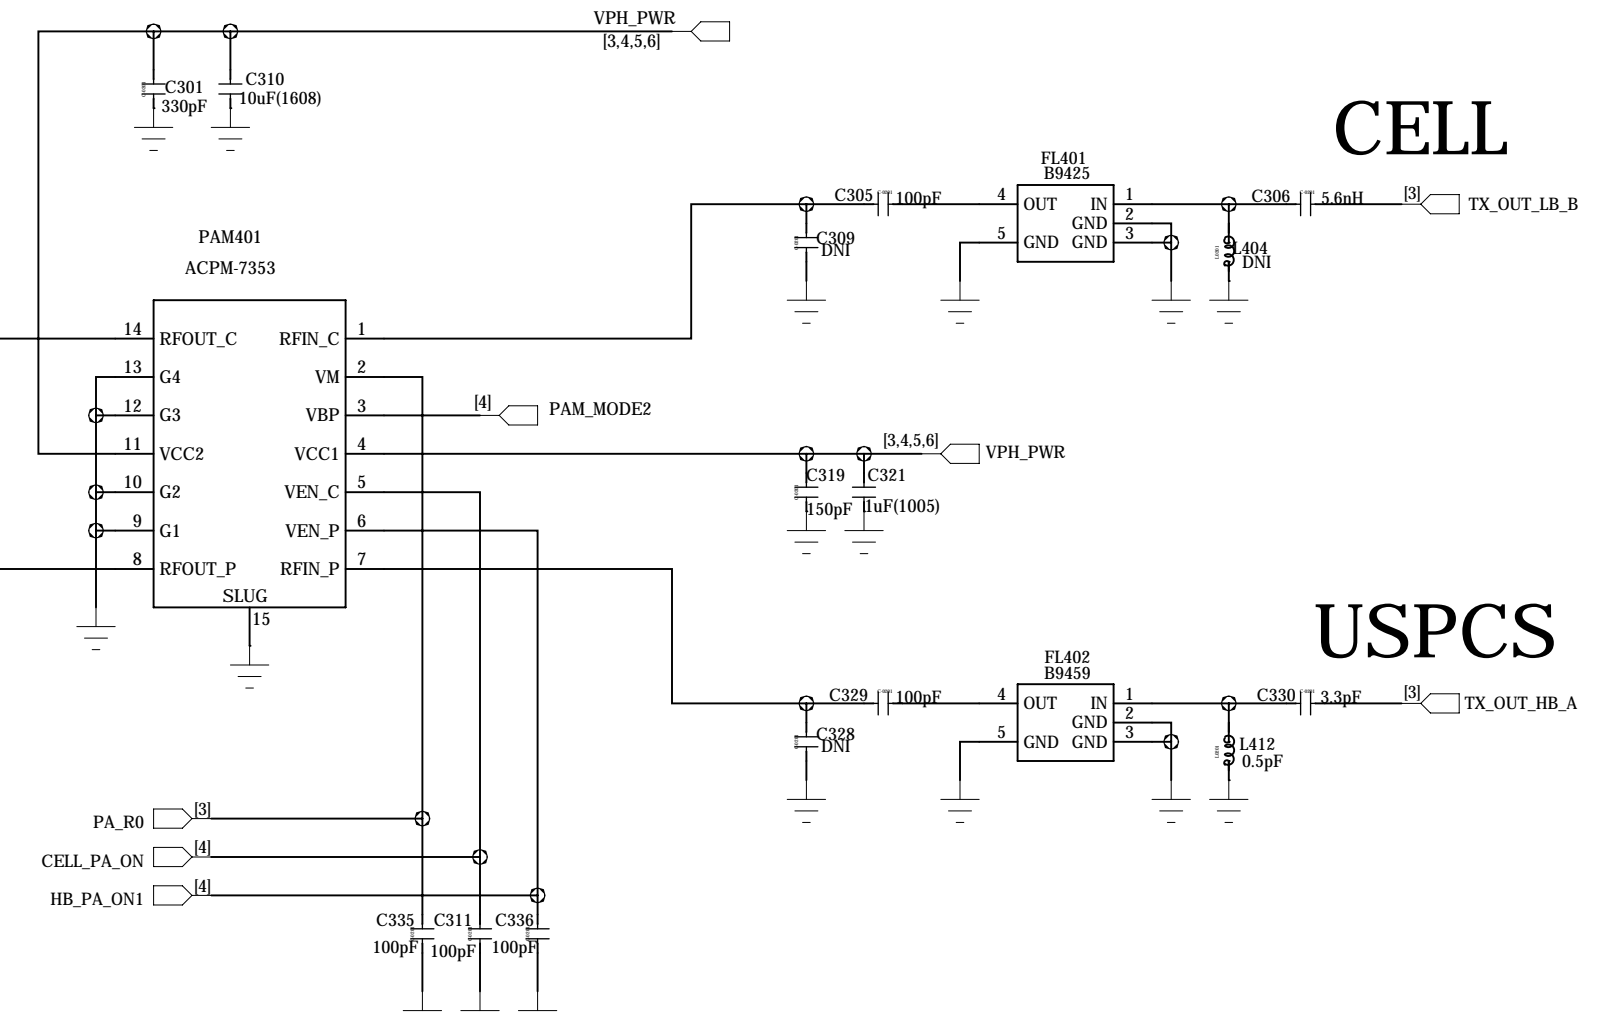 VPH_PWR
[3,4,5,6]
C301
330pF
C310
10uF(1608)
CELL
FL401
B9425
C305
100pF
4
OUT
IN
1
GND
2
5
GND
GND
3
C306
5.6nH
[3]
TX_OUT_LB_B
C309
DNI
L404
DNI
PAM401
ACPM-7353
14
RFOUT_C
RFIN_C
1
13
G4
VM
2
12
G3
VBP
3
[4]
PAM_MODE2
11
VCC2
VCC1
4
[3,4,5,6]
VPH_PWR
10
G2
VEN_C
5
9
G1
VEN_P
6
8
RFOUT_P
RFIN_P
7
SLUG
15
C319
150pF
C321
1uF(1005)
USPCS
FL402
B9459
C329
100pF
4
OUT
IN
1
GND
2
5
GND
GND
3
C330
3.3pF
[3]
TX_OUT_HB_A
C328
DNI
L412
0.5pF
PA_R0
[3]
CELL_PA_ON
[4]
HB_PA_ON1
[4]
C335
100pF
C311
100pF
C336
100pF